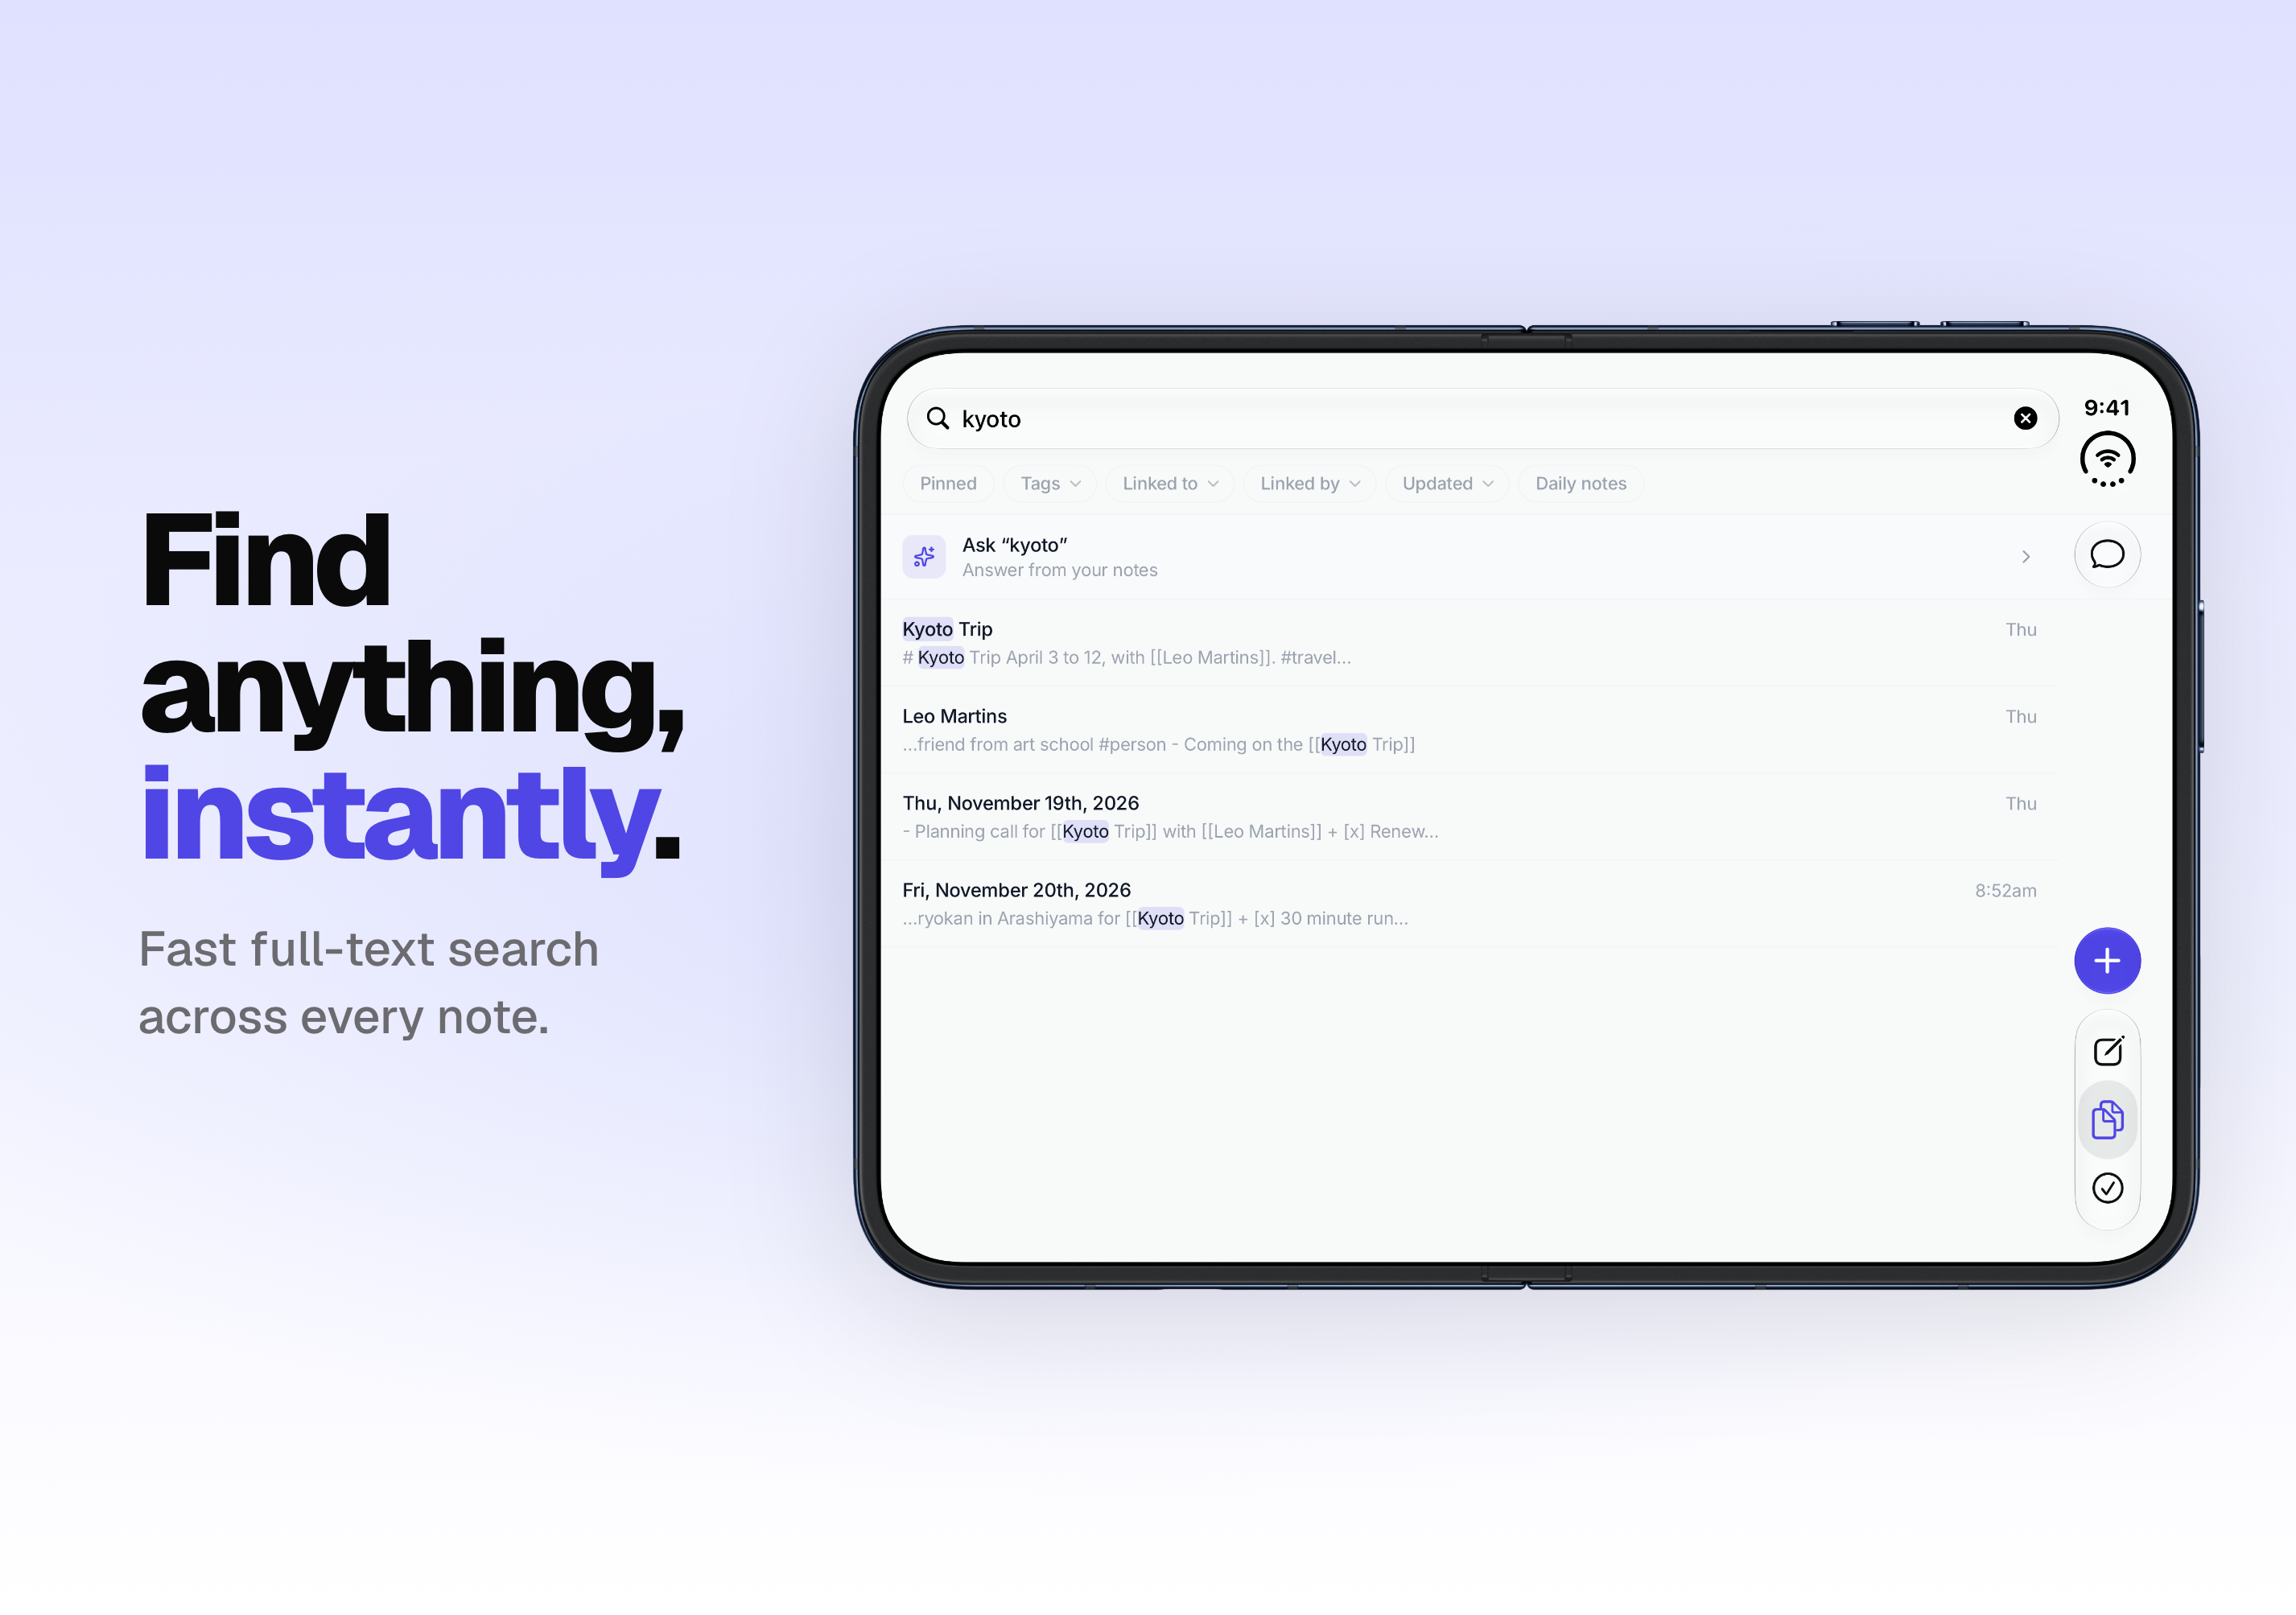 Find
anything,
instantly.
Fast full-text search
across every note.
kyoto
9:41
Pinned Tags Linked to Linked by Updated Daily notes
Ask “kyoto”
Answer from your notes
Kyoto Trip Thu
# Kyoto Trip April 3 to 12, with [[Leo Martins]]. #travel...
Leo Martins Thu
...friend from art school #person - Coming on the [[Kyoto Trip]]
Thu, November 19th, 2026 Thu
- Planning call for [[Kyoto Trip]] with [[Leo Martins]] + [x] Renew...
Fri, November 20th, 2026 8:52am
...ryokan in Arashiyama for [[Kyoto Trip]] + [x] 30 minute run...